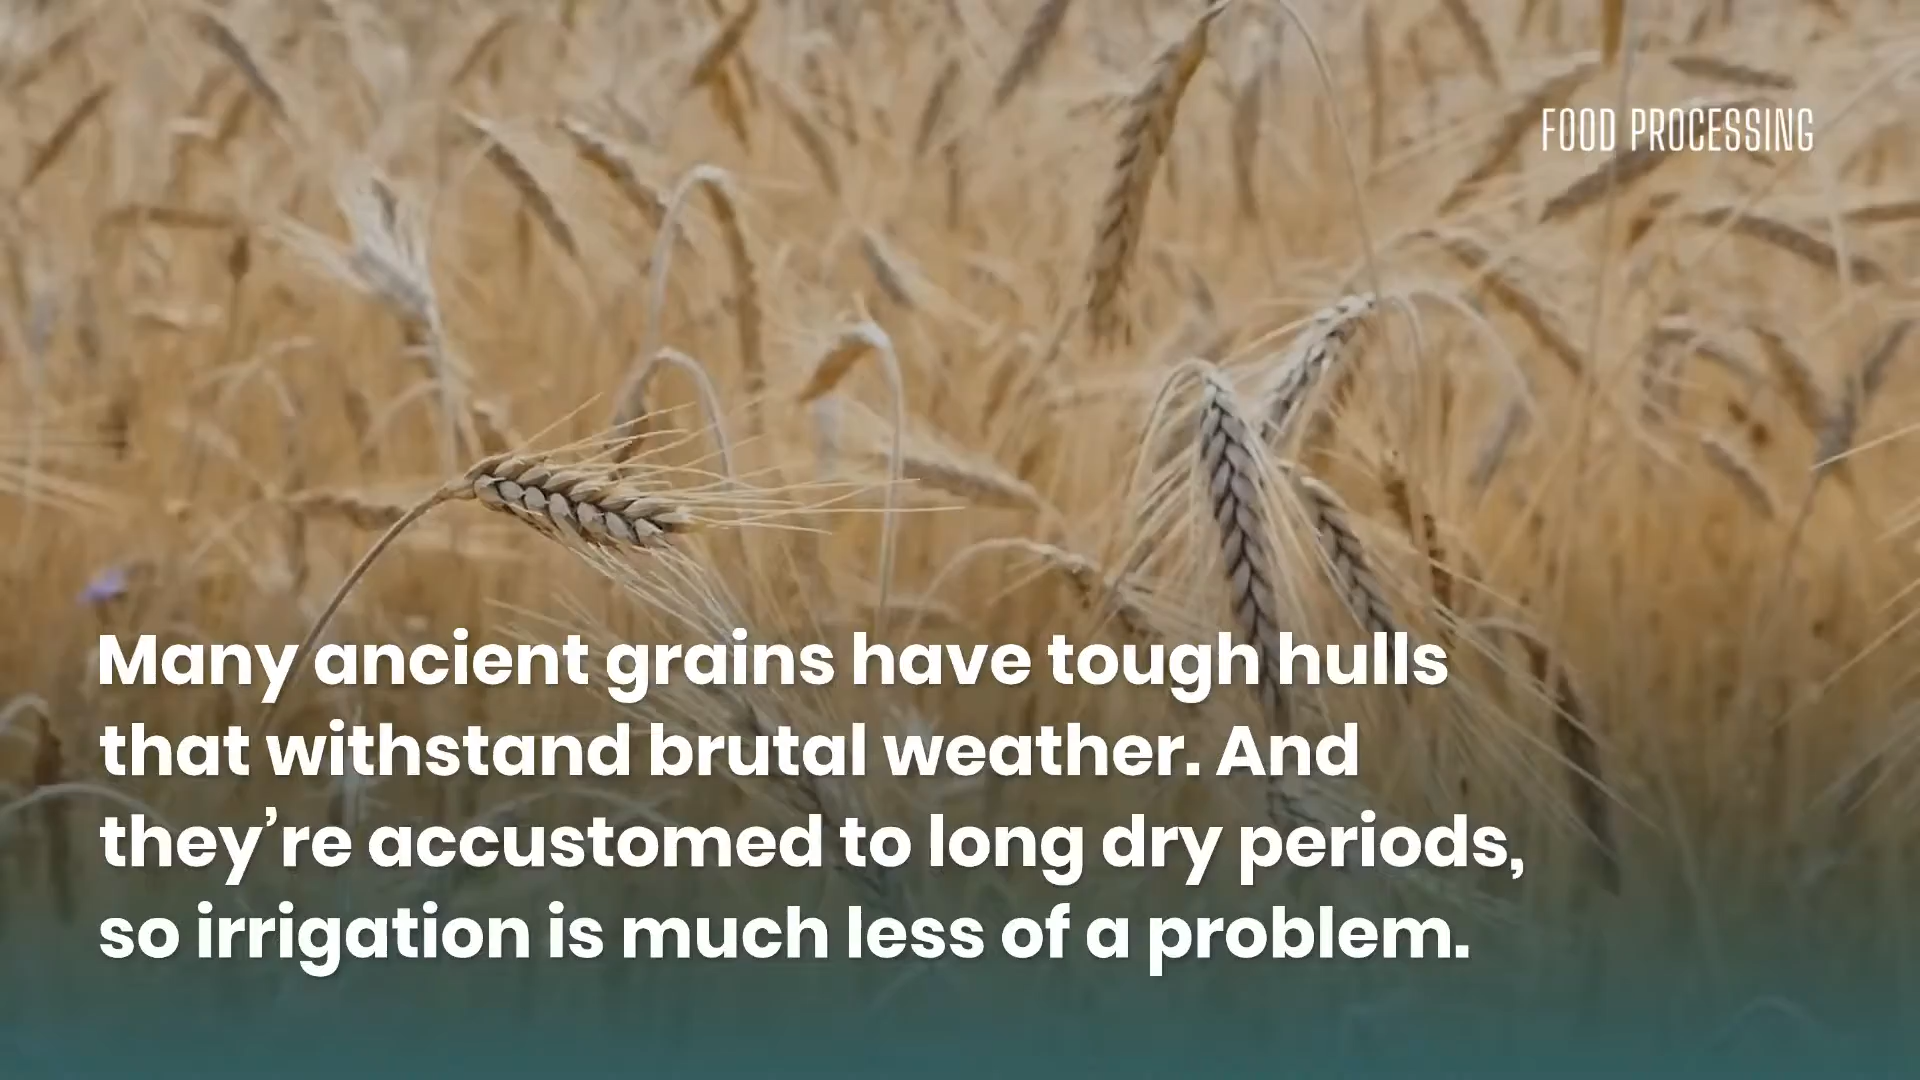 FOOD PROCESSING
Many ancient grains have tough hulls
that withstand brutal weather. And
they’re accustomed to long dry periods,
so irrigation is much less of a problem.